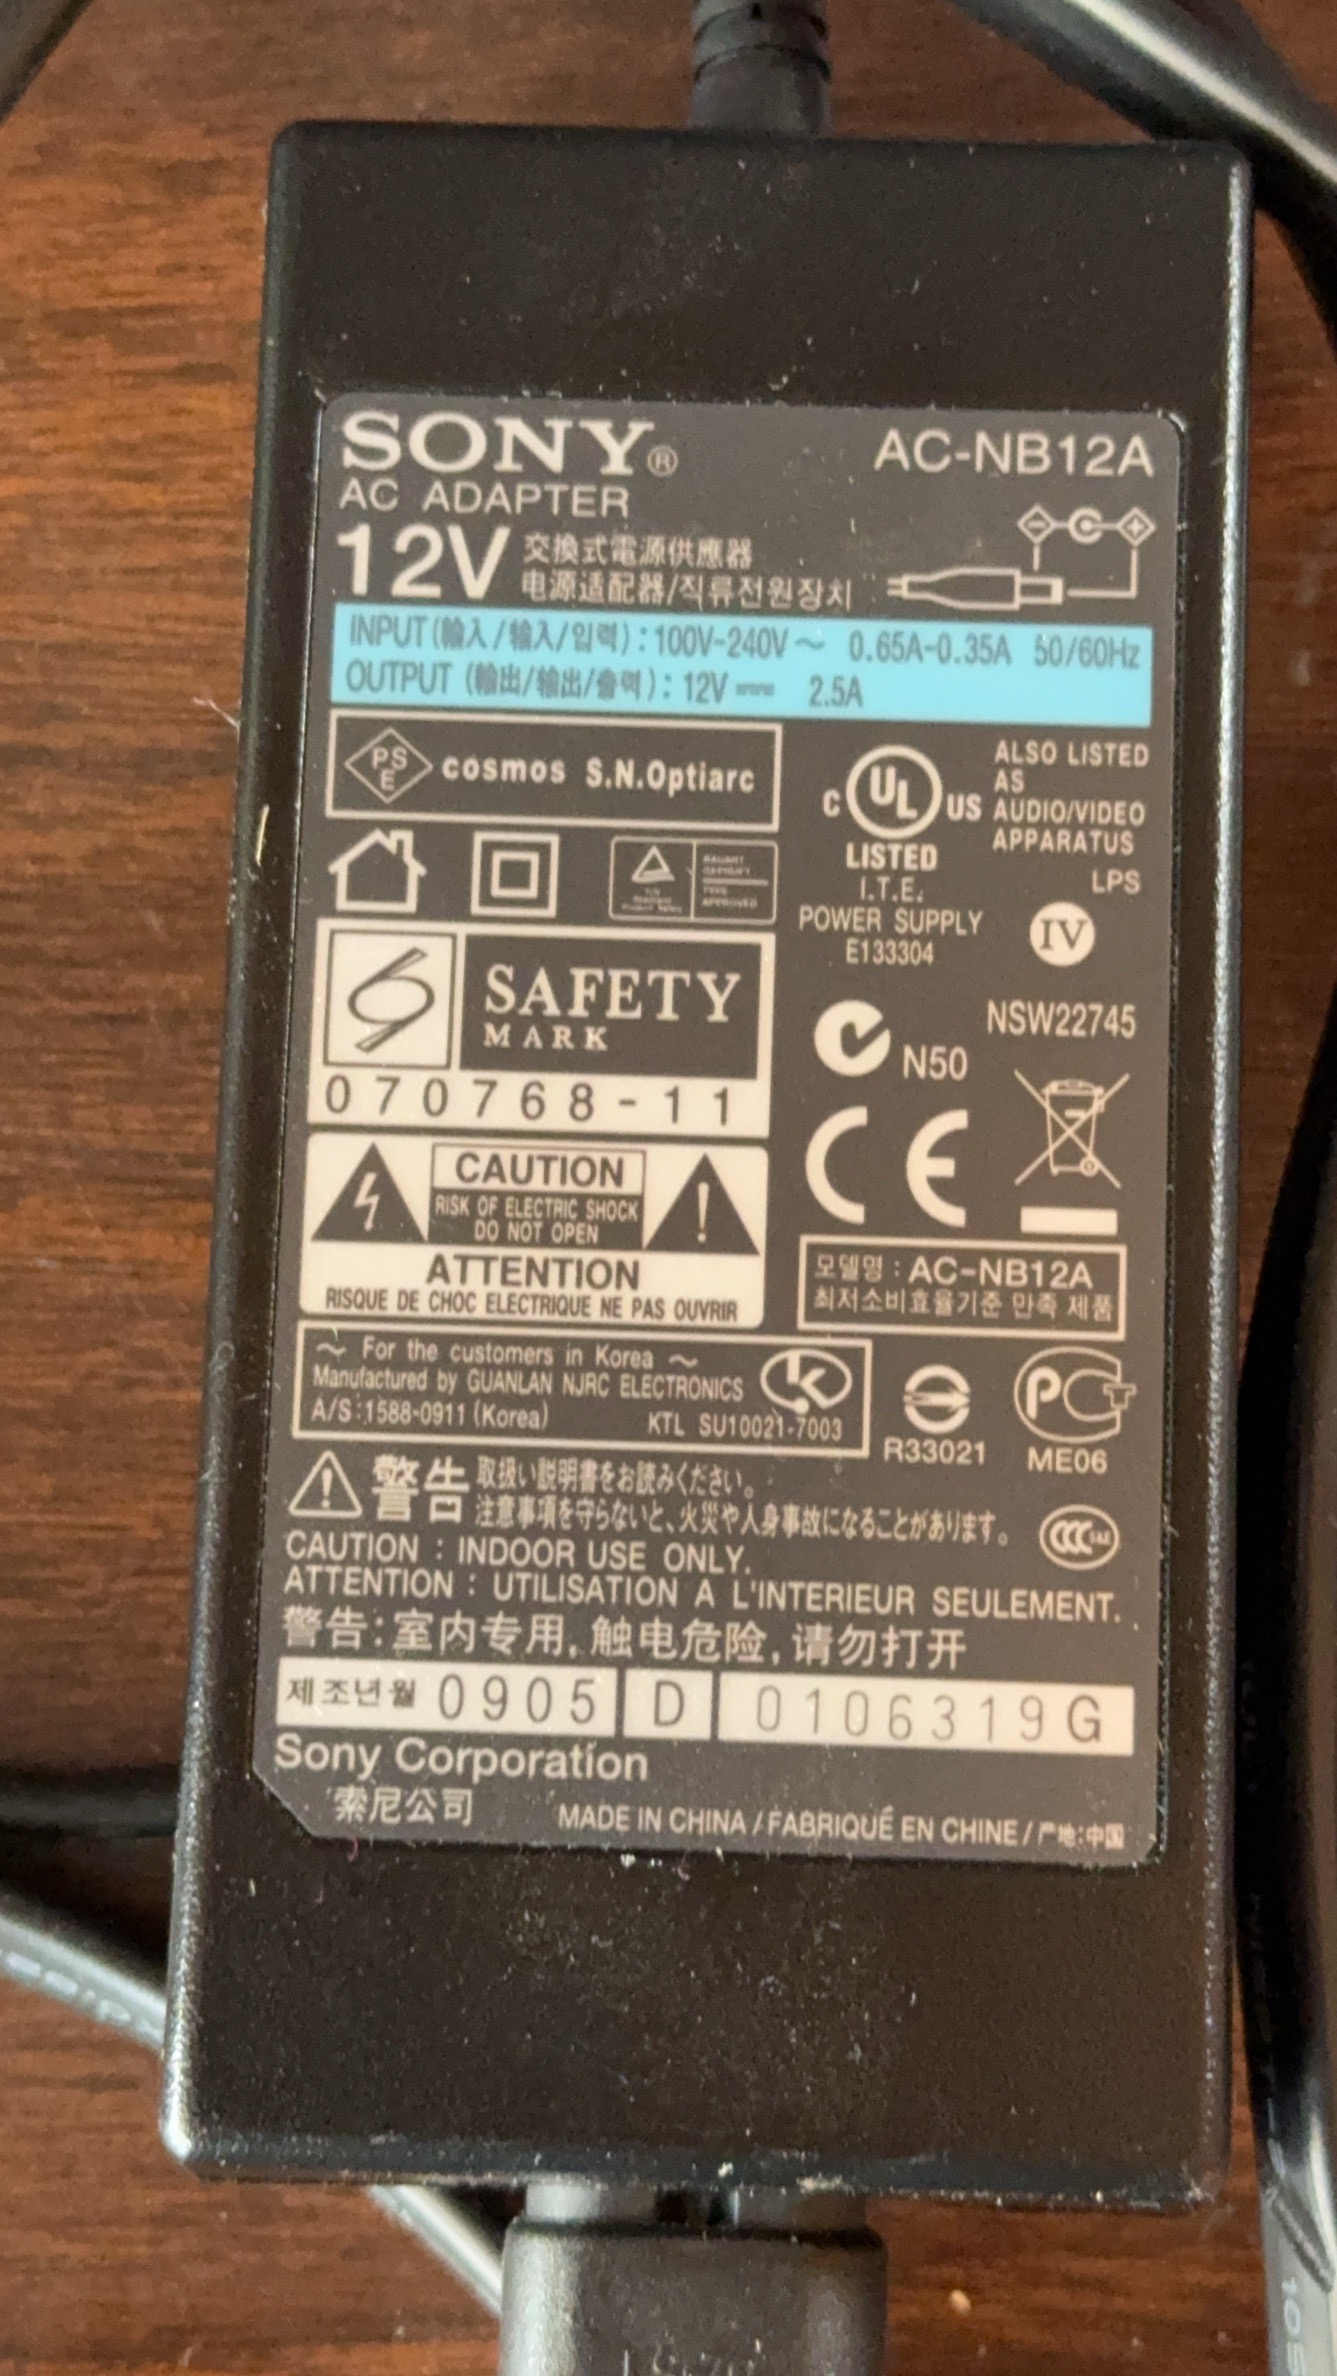 SONY® AC-NB12A
AC ADAPTER
12V 交換式電源供應器
电源适配器/직류전원장치
INPUT(輸入/输入/입력):100V-240V～ 0.65A-0.35A 50/60Hz
OUTPUT (輸出/输出/출력): 12V⎓ 2.5A
PSE cosmos S.N.Optiarc
C UL US
LISTED
I.T.E.
POWER SUPPLY
E133304
ALSO LISTED
AS
AUDIO/VIDEO
APPARATUS
LPS
IV
BAUART
GEPRÜFT
TYPE
APPROVED
SAFETY
MARK
070768-11
N50
NSW22745
CE
CAUTION
RISK OF ELECTRIC SHOCK
DO NOT OPEN
ATTENTION
RISQUE DE CHOC ELECTRIQUE NE PAS OUVRIR
모델명 : AC-NB12A
최저소비효율기준 만족 제품
～ For the customers in Korea ～
Manufactured by GUANLAN NJRC ELECTRONICS
A/S:1588-0911 (Korea) KTL SU10021-7003
R33021
PCT
ME06
警告 取扱い説明書をお読みください。
注意事項を守らないと、火災や人身事故になることがあります。
CCC
CAUTION : INDOOR USE ONLY.
ATTENTION : UTILISATION A L'INTERIEUR SEULEMENT.
警告:室内专用,触电危险,请勿打开
제조년월 0905 D 0106319G
Sony Corporation
索尼公司 MADE IN CHINA / FABRIQUÉ EN CHINE / 产地:中国